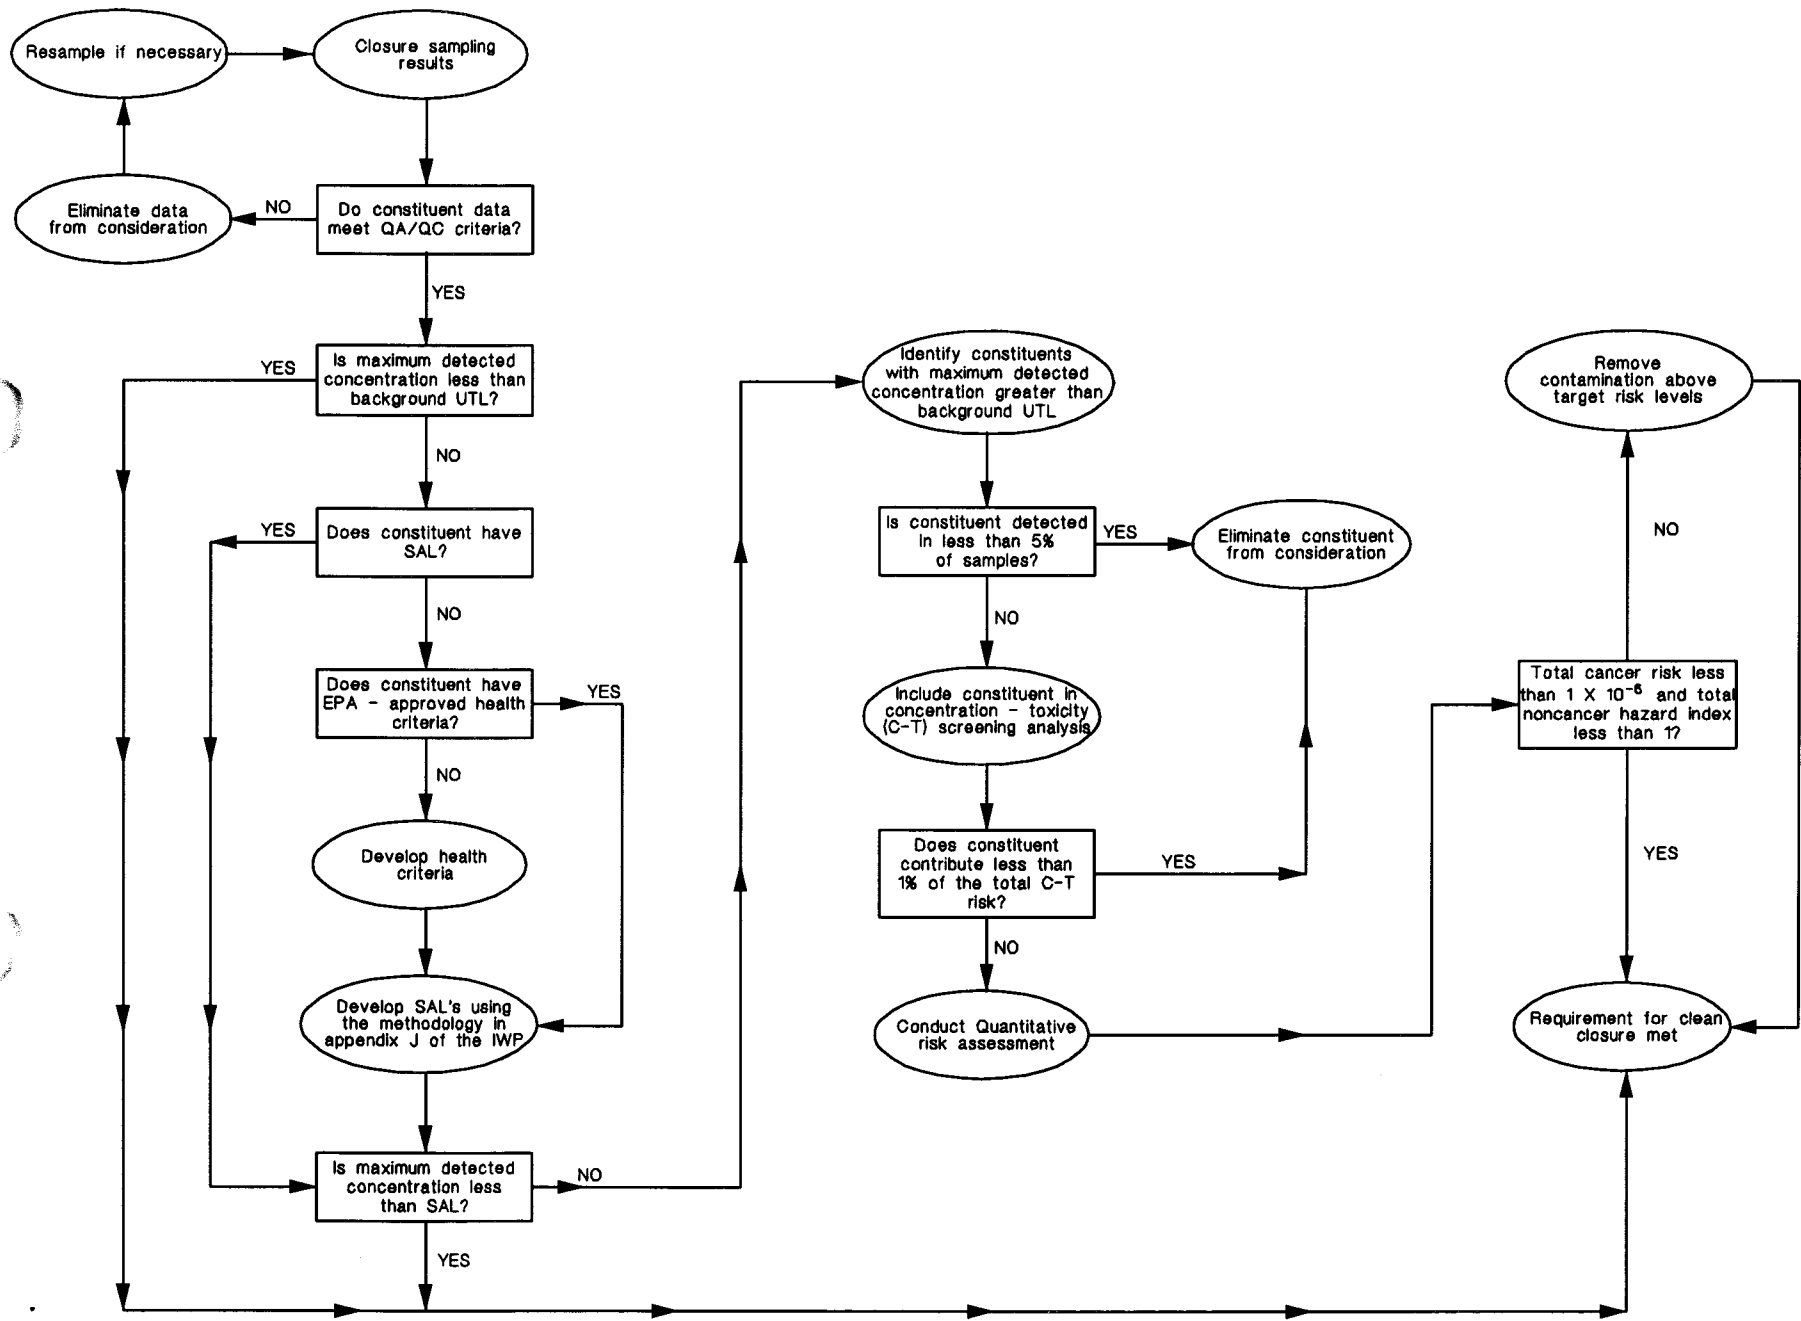 Resample if necessary
Closure sampling
results
Eliminate data
from consideration
NO
Do constituent data
meet QA/QC criteria?
YES
YES
Is maximum detected
concentration less than
background UTL?
NO
YES
Does constituent have
SAL?
NO
Does constituent have
EPA - approved health
criteria?
YES
NO
Develop health
criteria
Develop SAL's using
the methodology in
appendix J of the IWP
Is maximum detected
concentration less
than SAL?
NO
YES
Identify constituents
with maximum detected
concentration greater than
background UTL
Is constituent detected
in less than 5%
of samples?
YES
Eliminate constituent
from consideration
NO
Include constituent in
concentration - toxicity
(C-T) screening analysis
Does constituent
contribute less than
1% of the total C-T
risk?
YES
NO
Conduct Quantitative
risk assessment
Remove
contamination above
target risk levels
NO
Total cancer risk less
than 1 X 10⁻⁶ and total
noncancer hazard index
less than 1?
YES
Requirement for clean
closure met